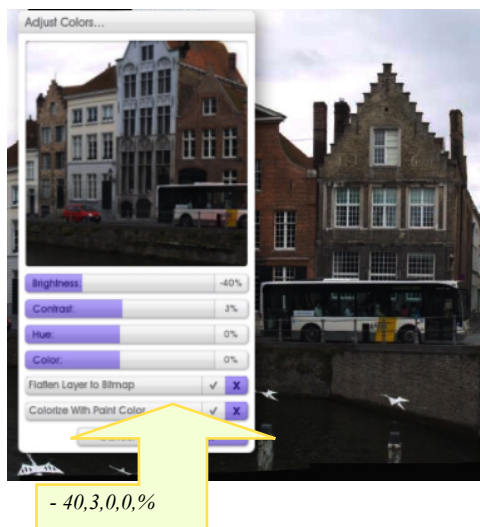 Adjust Colors...
Brightness: -40%
Contrast: 3%
Hue: 0%
Color: 0%
Flatten Layer to Bitmap ✓ X
Colorize With Paint Color ✓ X
- 40,3,0,0,%